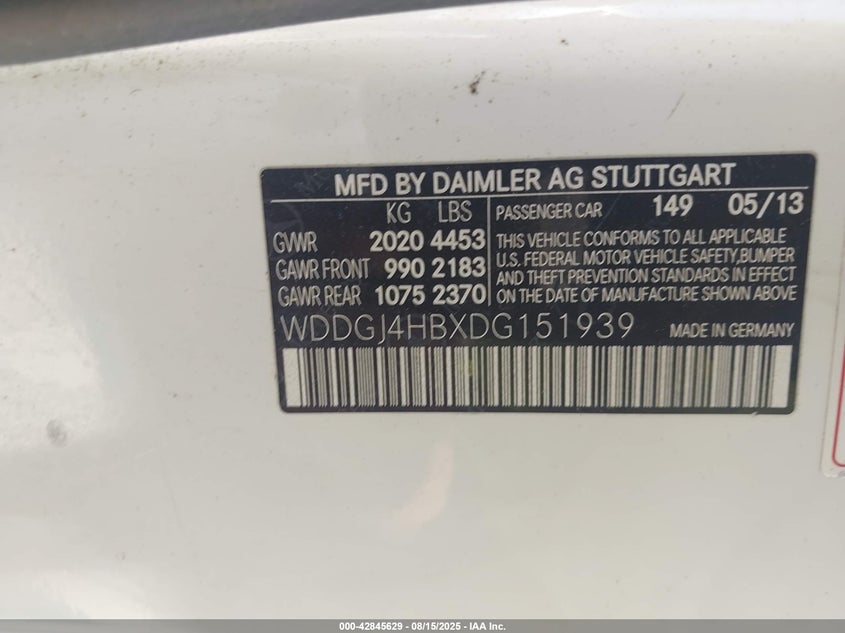 MFD BY DAIMLER AG STUTTGART
KG LBS
GVWR 2020 4453
GAWR FRONT 990 2183
GAWR REAR 1075 2370
PASSENGER CAR 149 05/13
THIS VEHICLE CONFORMS TO ALL APPLICABLE
U.S. FEDERAL MOTOR VEHICLE SAFETY,BUMPER
AND THEFT PREVENTION STANDARDS IN EFFECT
ON THE DATE OF MANUFACTURE SHOWN ABOVE
WDDGJ4HBXDG151939 MADE IN GERMANY
000-42845629 - 08/15/2025 - IAA Inc.